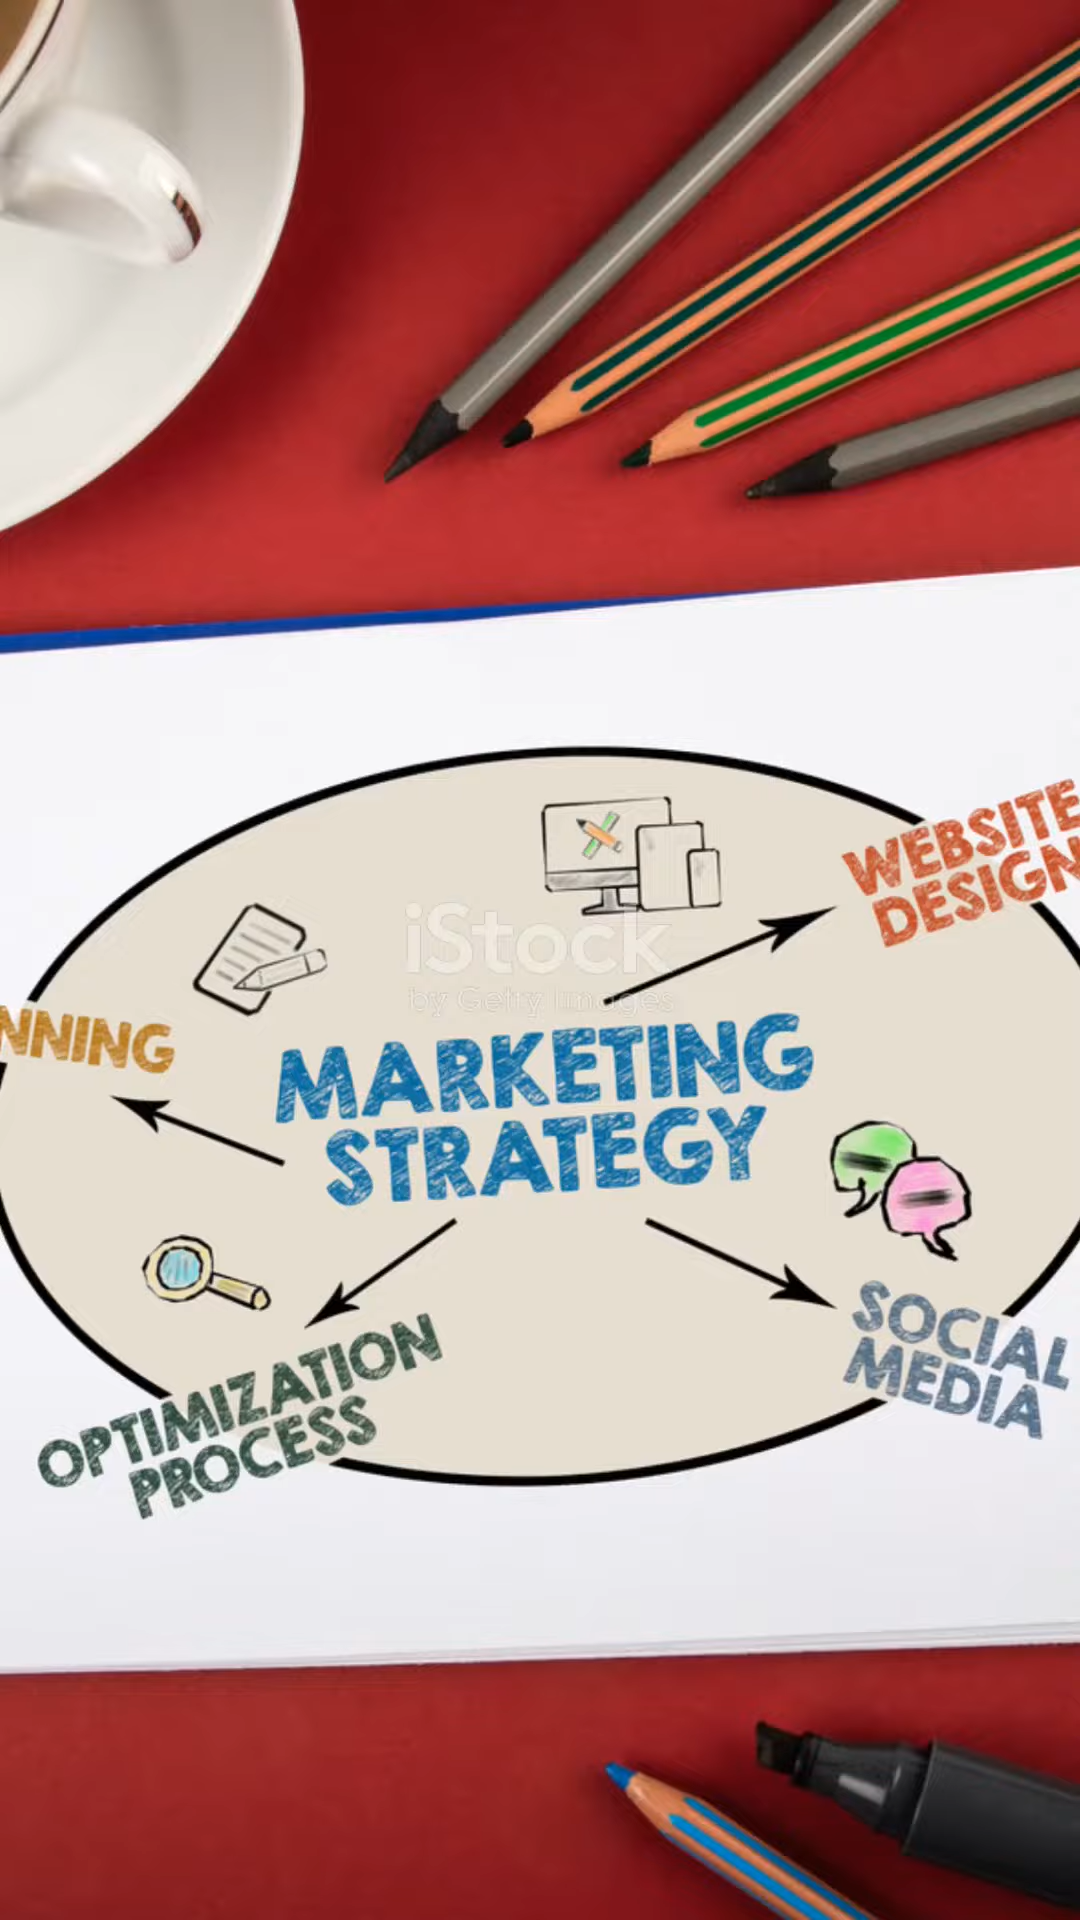 WEBSITE
DESIGN
iStock
by Getty Images
NNING
MARKETING
STRATEGY
SOCIAL
MEDIA
OPTIMIZATION
PROCESS